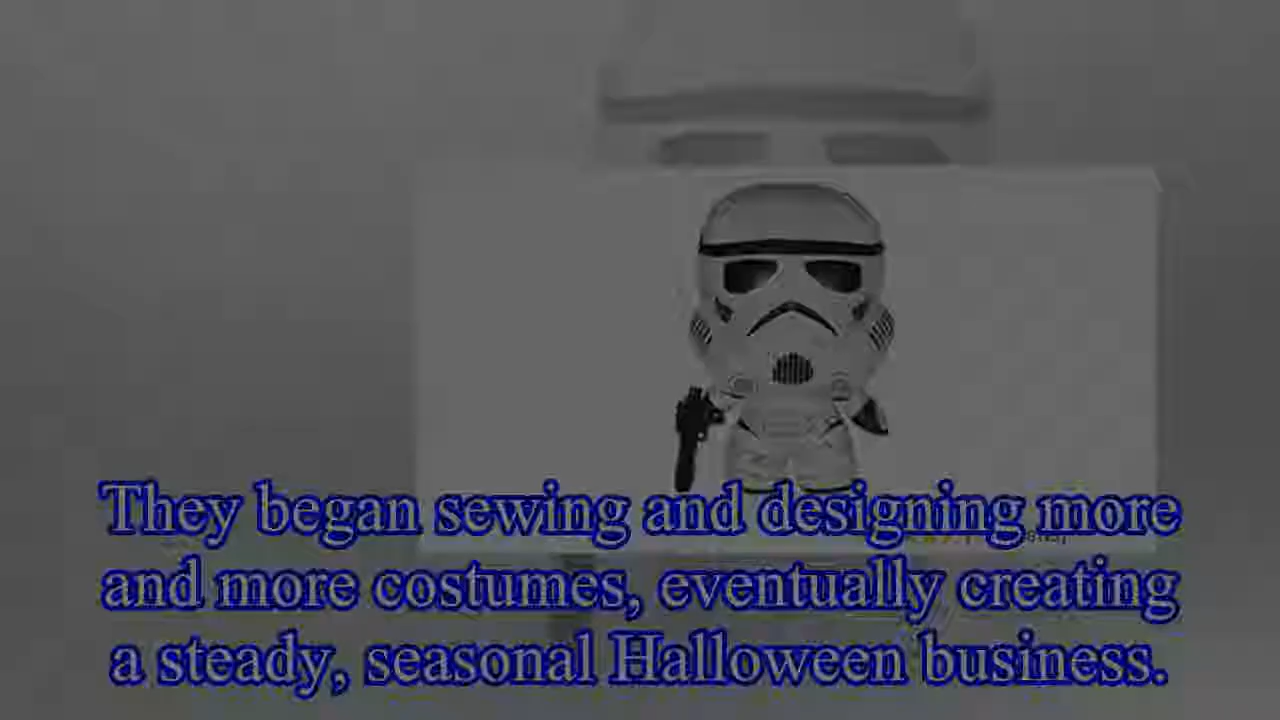 They began sewing and designing more
and more costumes, eventually creating
a steady, seasonal Halloween business.